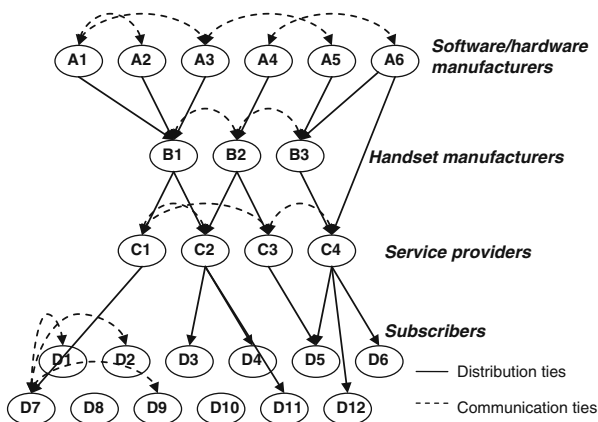 A1 A2 A3 A4 A5 A6
Software/hardware
manufacturers
B1 B2 B3
Handset manufacturers
C1 C2 C3 C4
Service providers
Subscribers
D1 D2 D3 D4 D5 D6
Distribution ties
D7 D8 D9 D10 D11 D12
Communication ties